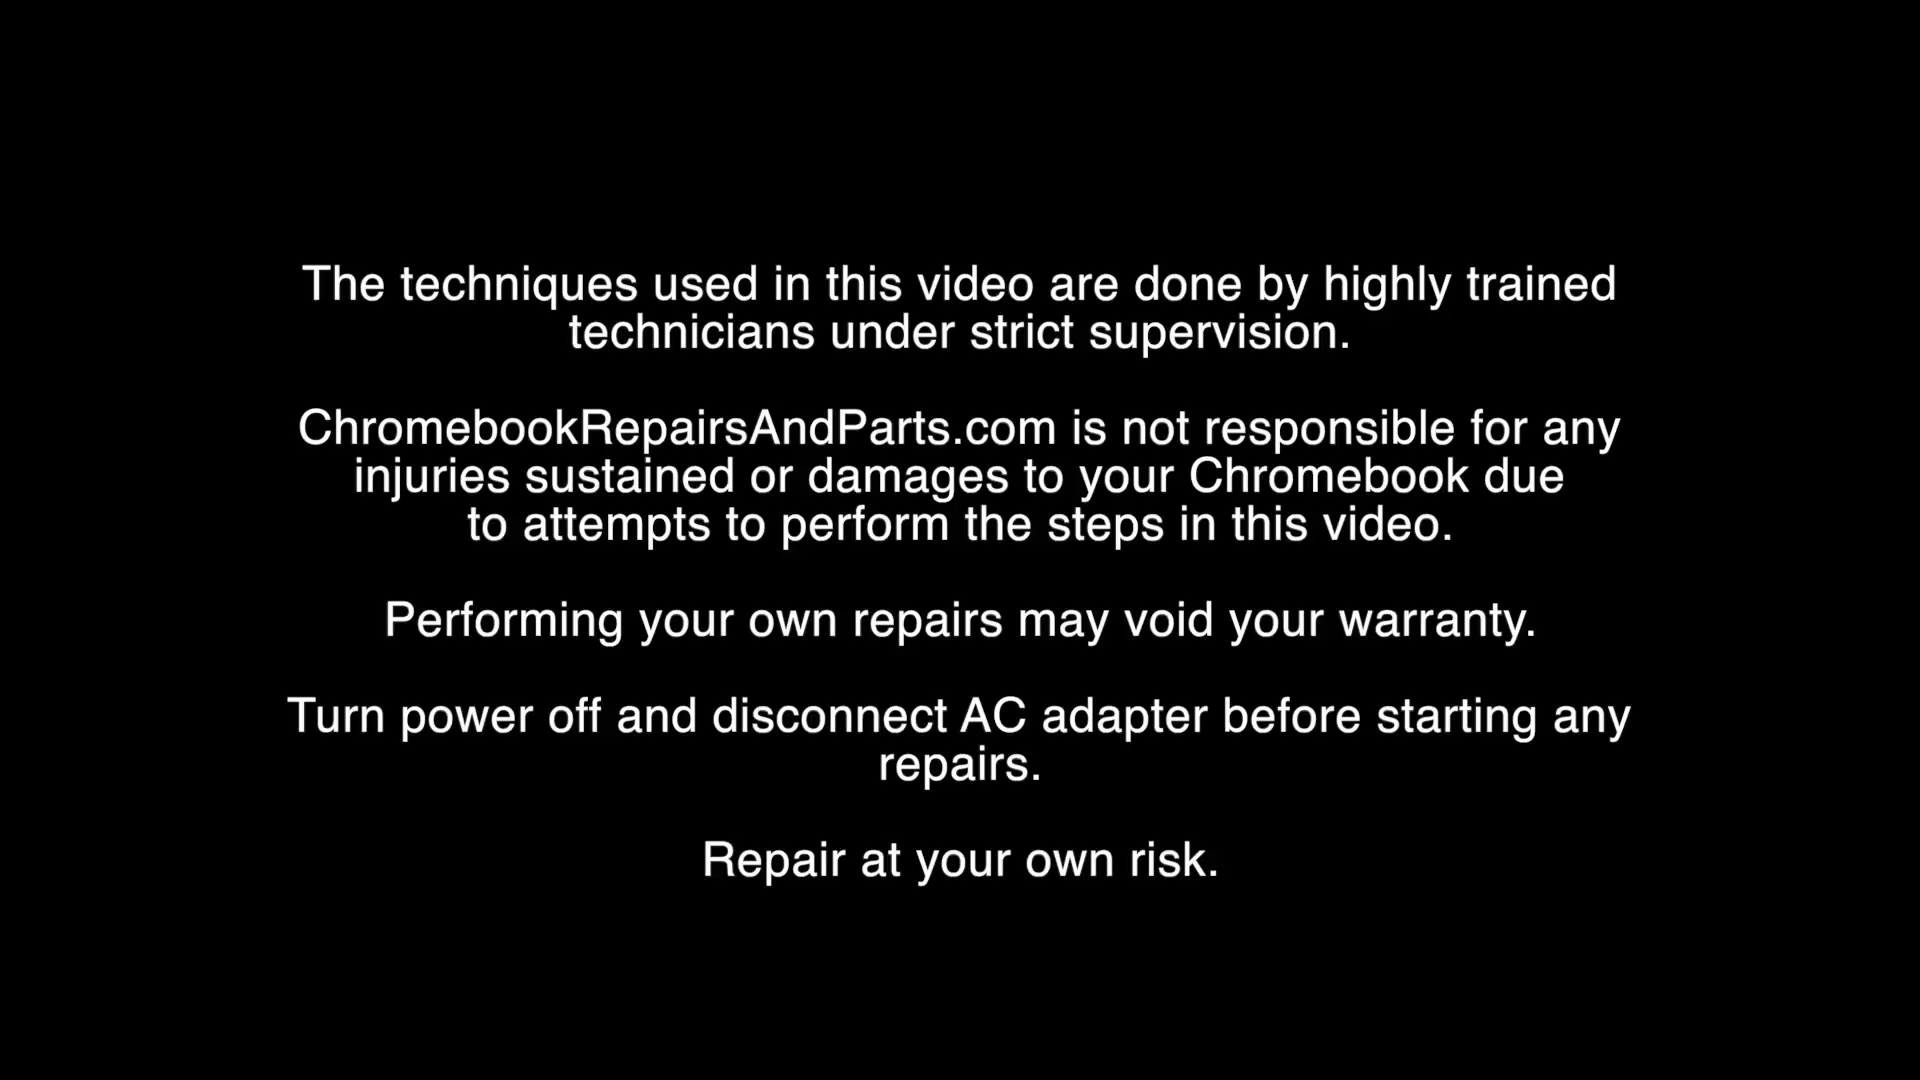 The techniques used in this video are done by highly trained
technicians under strict supervision.
ChromebookRepairsAndParts.com is not responsible for any
injuries sustained or damages to your Chromebook due
to attempts to perform the steps in this video.
Performing your own repairs may void your warranty.
Turn power off and disconnect AC adapter before starting any
repairs.
Repair at your own risk.